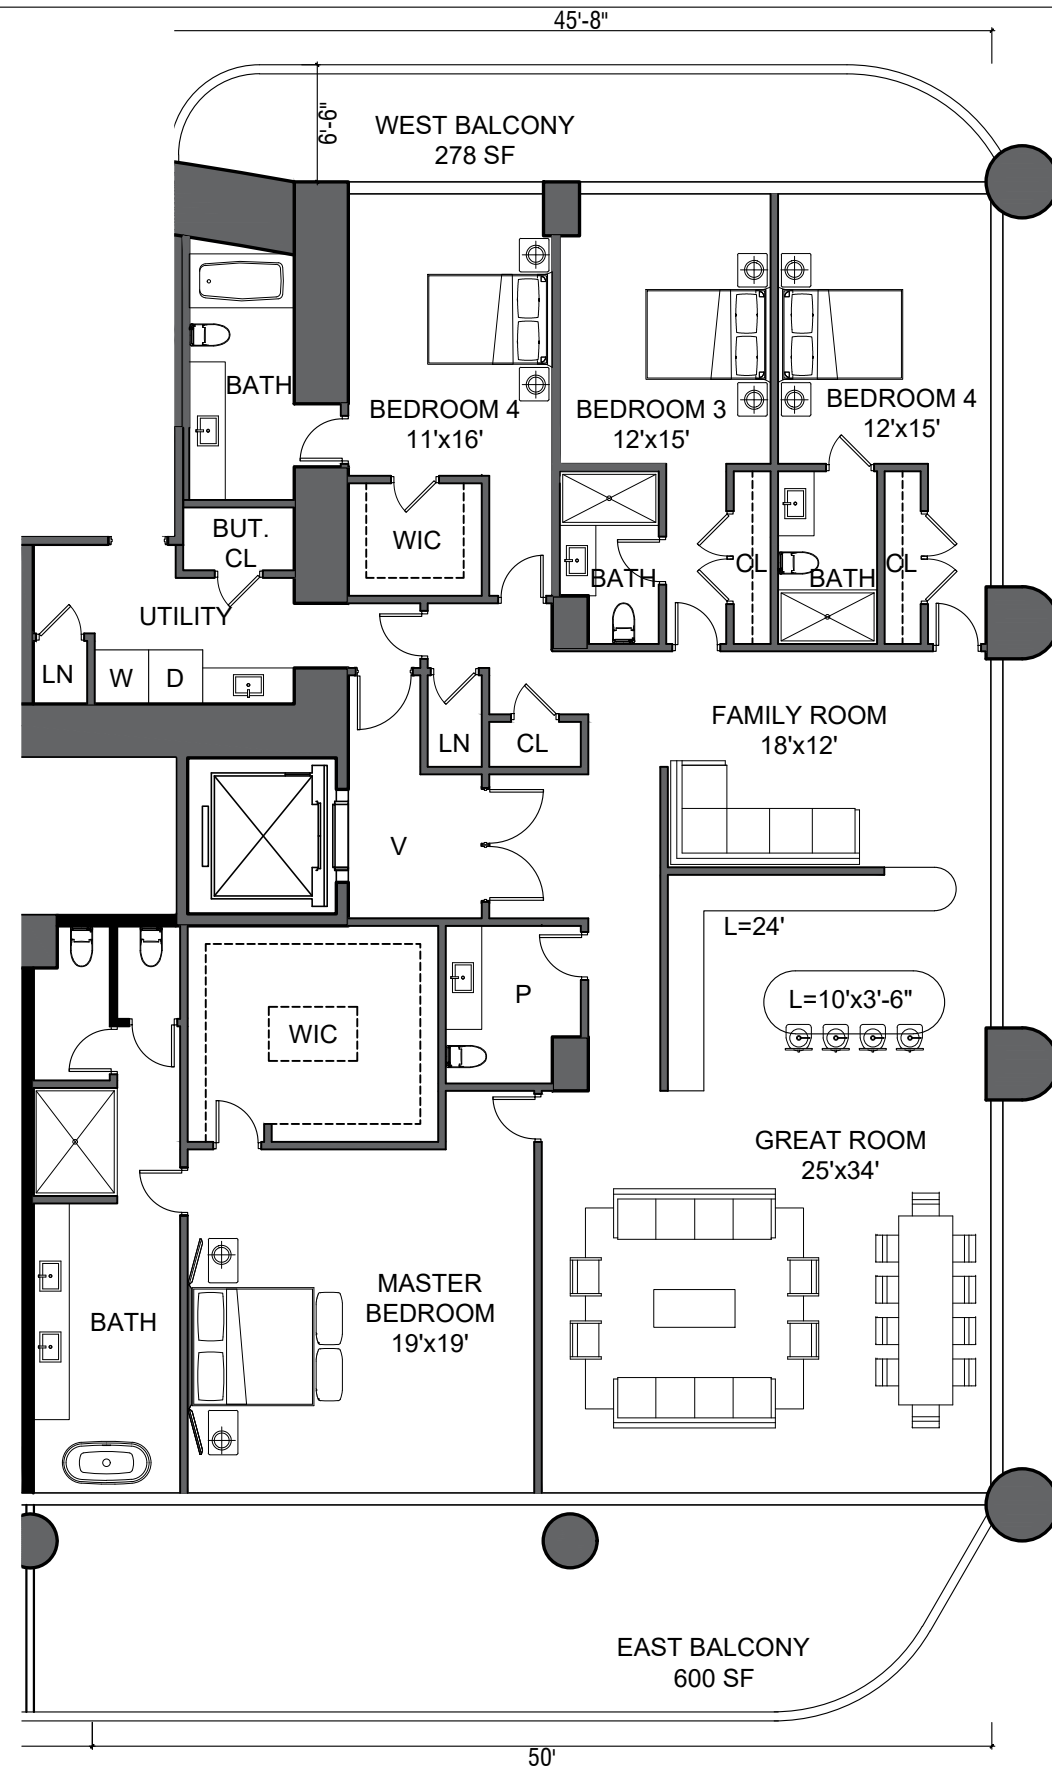 45'-8"
6'-6"
WEST BALCONY
278 SF
BATH
BEDROOM 4
11'x16'
BEDROOM 3
12'x15'
BEDROOM 4
12'x15'
BUT.
CL
WIC
BATH
CL
BATH
CL
UTILITY
LN
W
D
LN
CL
FAMILY ROOM
18'x12'
V
L=24'
L=10'x3'-6"
WIC
P
GREAT ROOM
25'x34'
MASTER
BEDROOM
19'x19'
BATH
EAST BALCONY
600 SF
50'